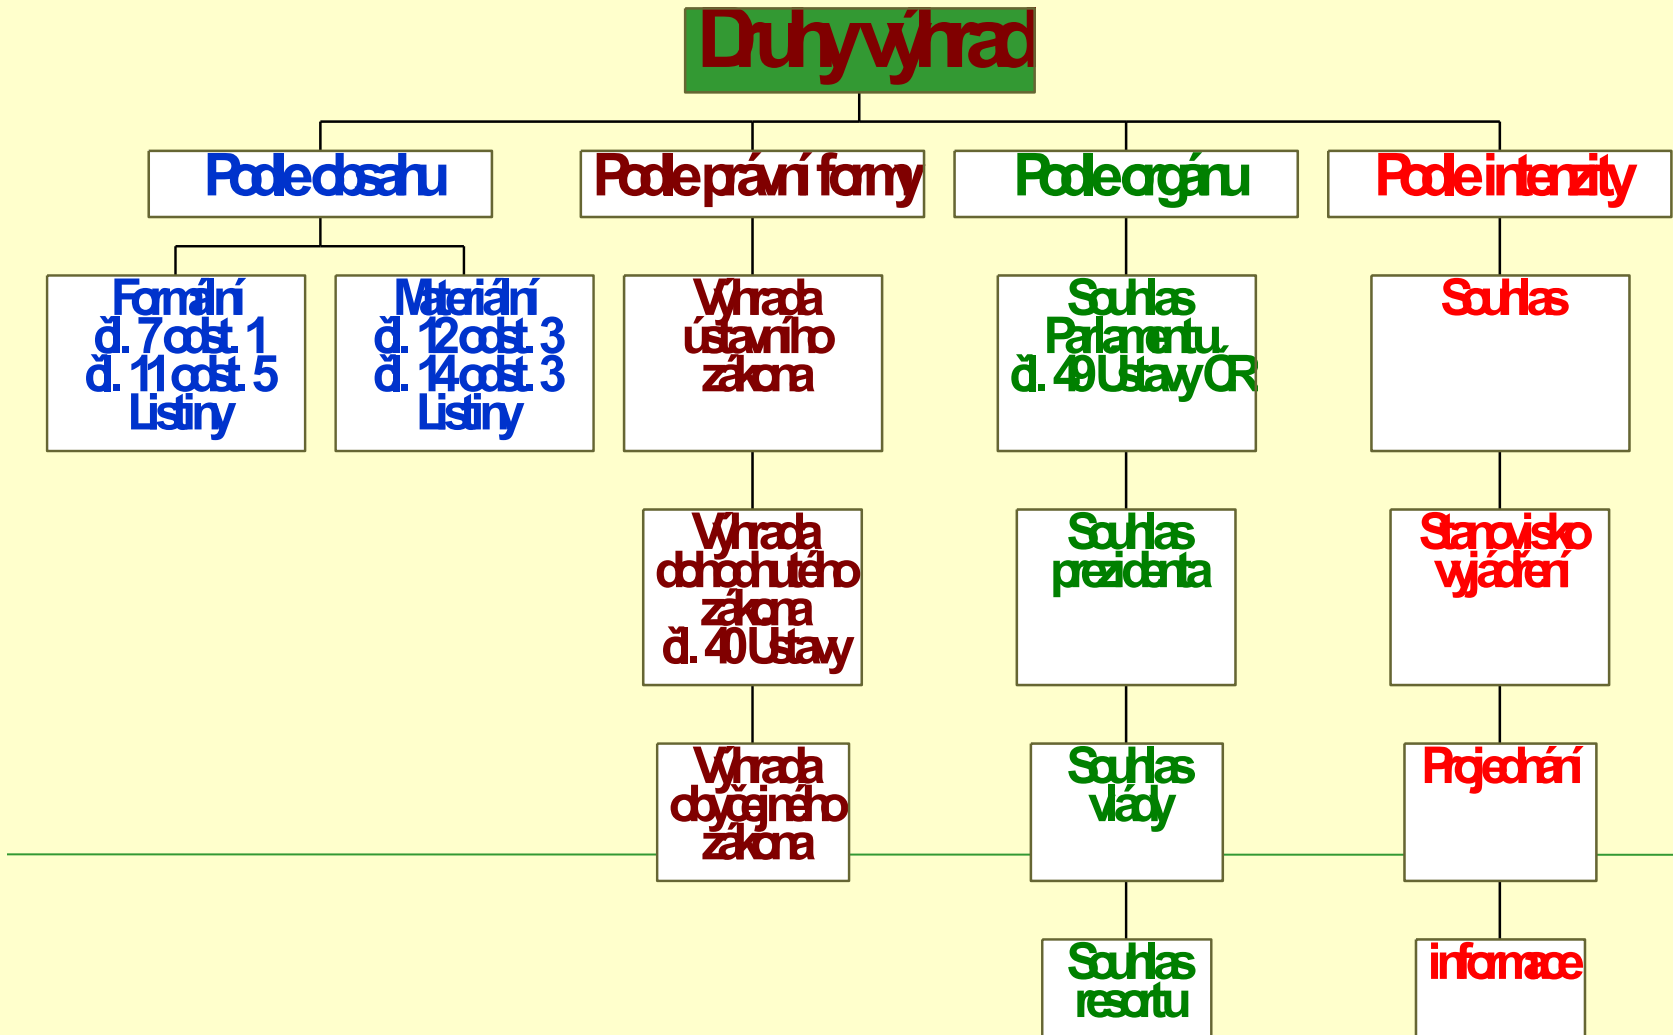 Druhy výhrad
Podle obsahu
Podle právní formy
Podle orgánu
Podle intenzity
Formální
čl. 7 odst. 1
čl. 11 odst. 5
Listiny
Materiální
čl. 12 odst. 3
čl. 14 odst. 3
Listiny
Výhrada
ústavního
zákona
Souhlas
Parlamentu
čl. 49 Ústavy ČR
Souhlas
Výhrada
dohodnutého
zákona
čl. 40 Ústavy
Souhlas
prezidenta
Stanovisko
vyjádření
Výhrada
obyčejného
zákona
Souhlas
vlády
Projednání
Souhlas
resortu
informace